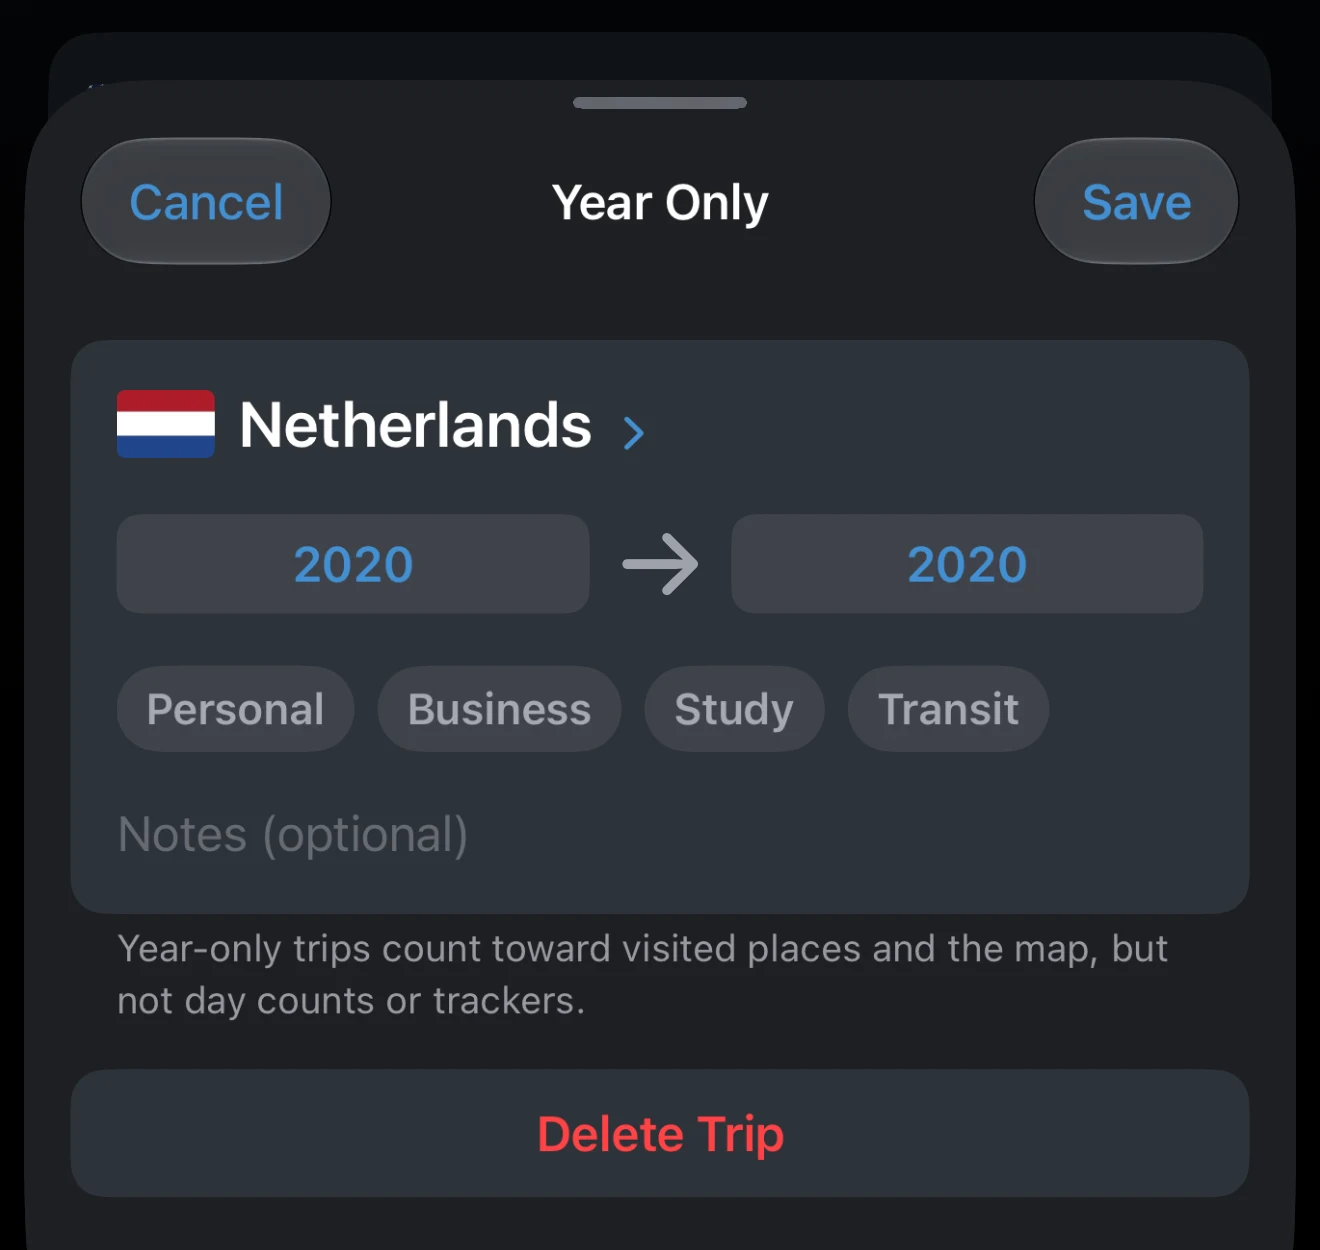 Cancel
Year Only
Save
Netherlands
2020
2020
Personal
Business
Study
Transit
Notes (optional)
Year-only trips count toward visited places and the map, but
not day counts or trackers.
Delete Trip